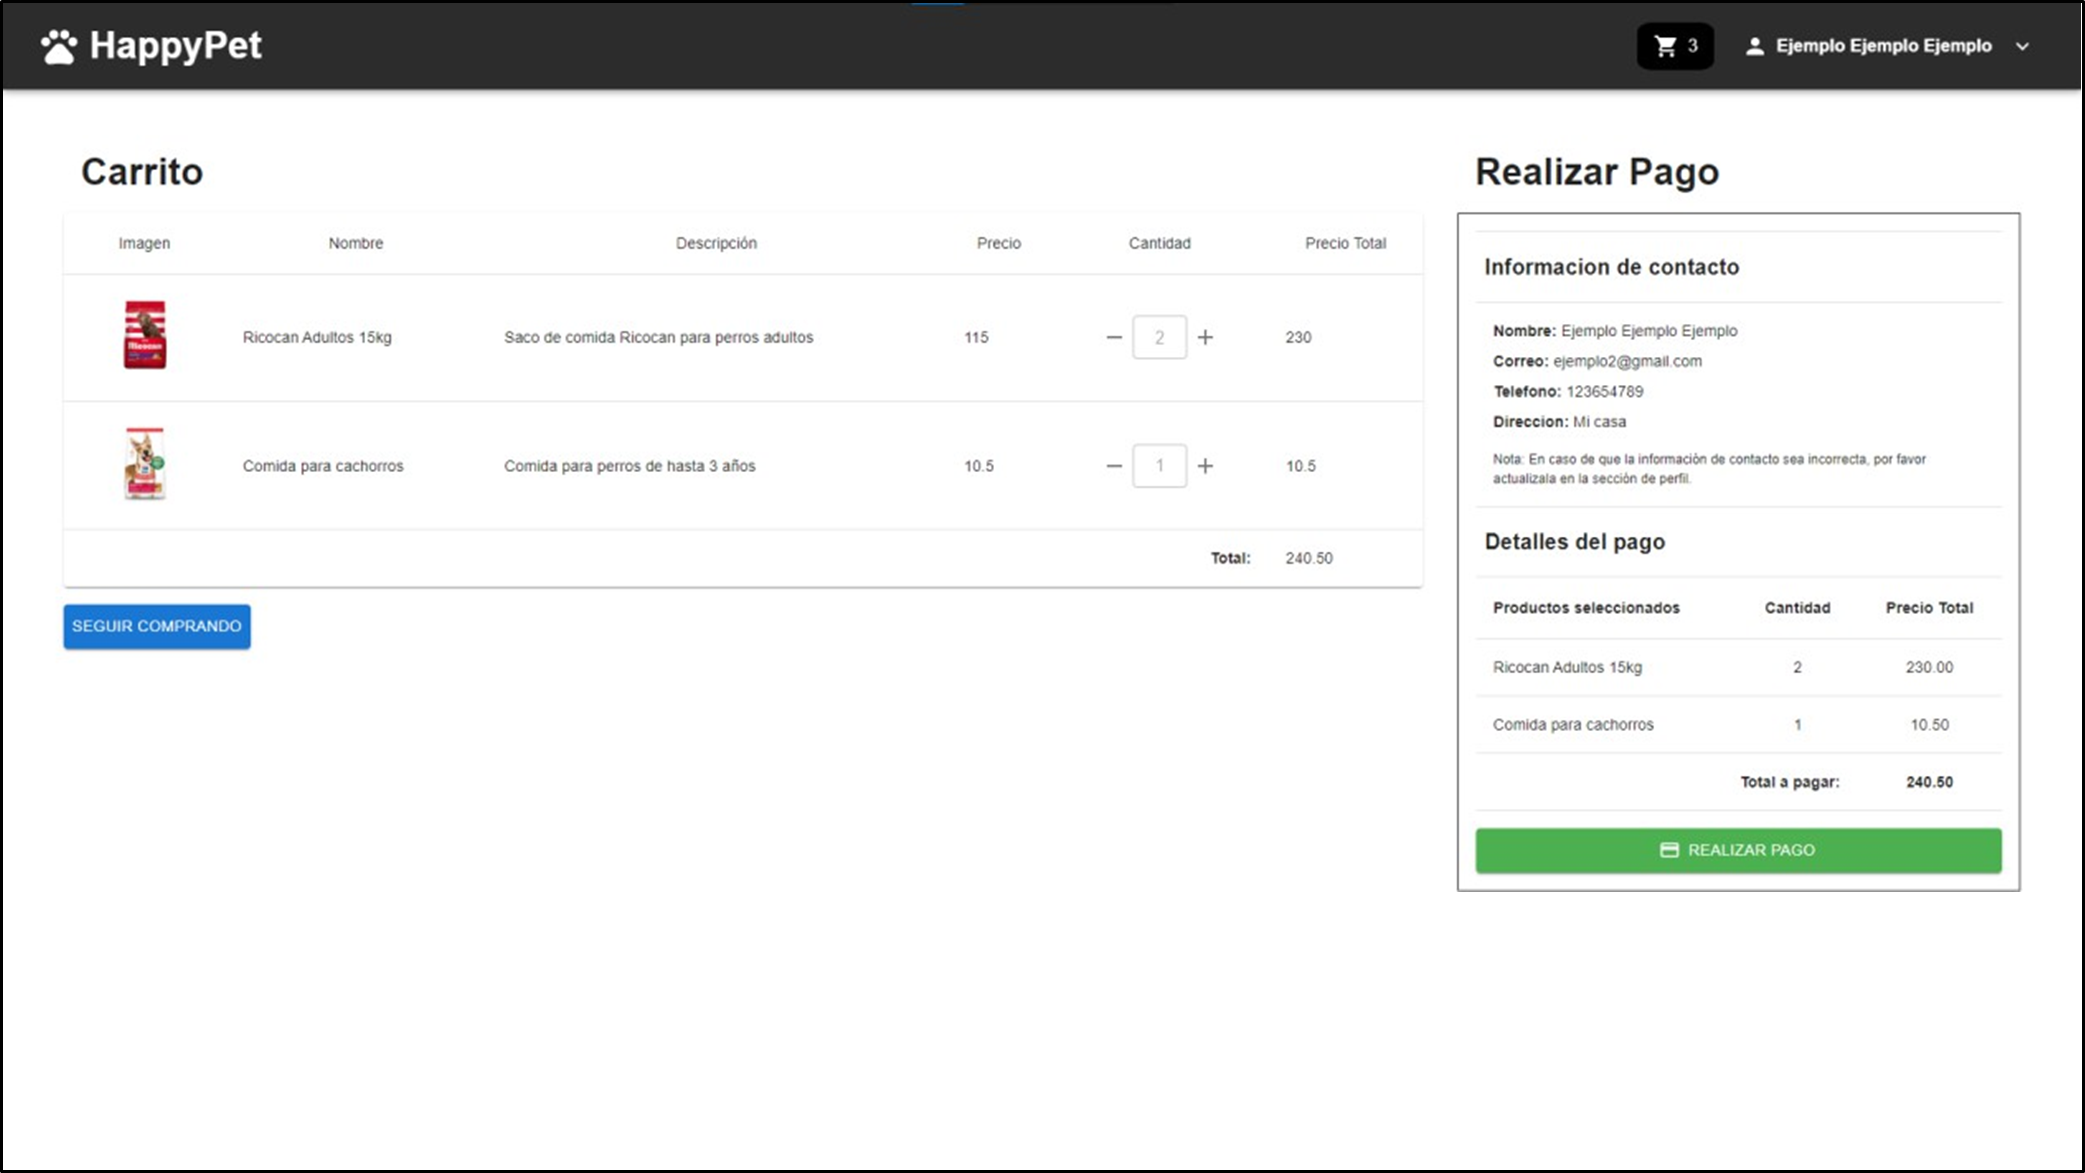 HappyPet
3
Ejemplo Ejemplo Ejemplo
Carrito
Imagen Nombre Descripción Precio Cantidad Precio Total
Ricocan Adultos 15kg Saco de comida Ricocan para perros adultos 115 2 230
Comida para cachorros Comida para perros de hasta 3 años 10.5 1 10.5
Total: 240.50
SEGUIR COMPRANDO
Realizar Pago
Informacion de contacto
Nombre: Ejemplo Ejemplo Ejemplo
Correo: ejemplo2@gmail.com
Telefono: 123654789
Direccion: Mi casa
Nota: En caso de que la información de contacto sea incorrecta, por favor
actualizala en la sección de perfil.
Detalles del pago
Productos seleccionados Cantidad Precio Total
Ricocan Adultos 15kg 2 230.00
Comida para cachorros 1 10.50
Total a pagar: 240.50
REALIZAR PAGO